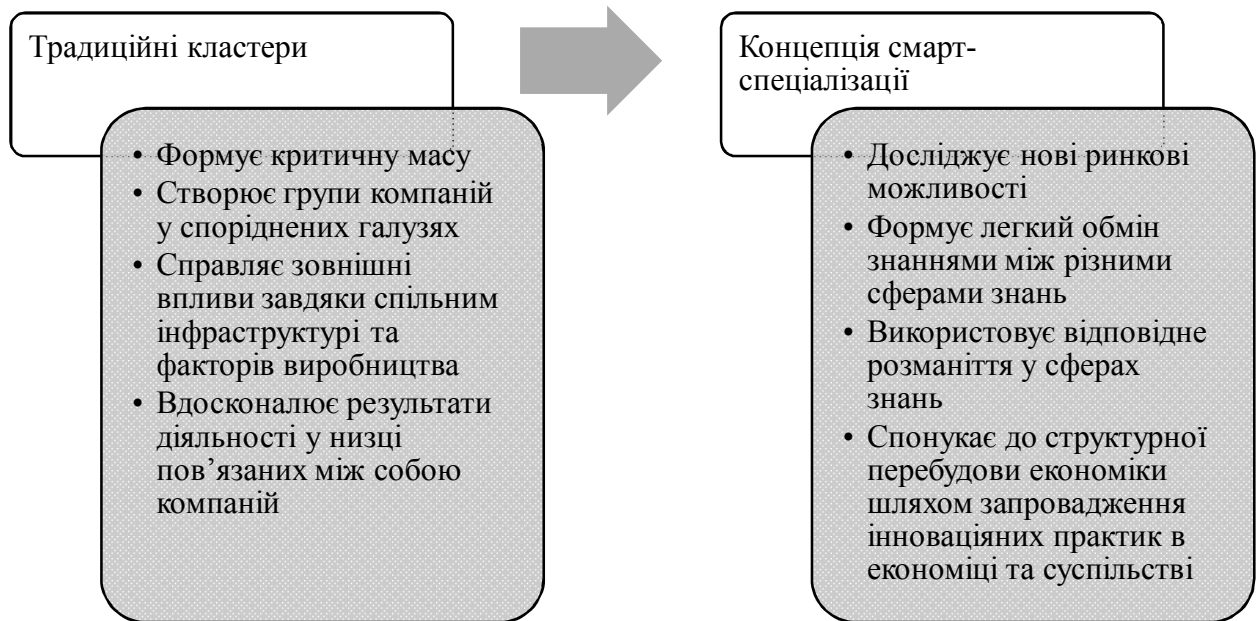 Традиційні кластери
• Формує критичну масу
• Створює групи компаній
у споріднених галузях
• Справляє зовнішні
впливи завдяки спільним
інфраструктурі та
факторів виробництва
• Вдосконалює результати
діяльності у низці
пов’язаних між собою
компаній
Концепція смарт-
спеціалізації
• Досліджує нові ринкові
можливості
• Формує легкий обмін
знаннями між різними
сферами знань
• Використовує відповідне
розманіття у сферах
знань
• Спонукає до структурної
перебудови економіки
шляхом запровадження
інноваціяних практик в
економіці та суспільстві